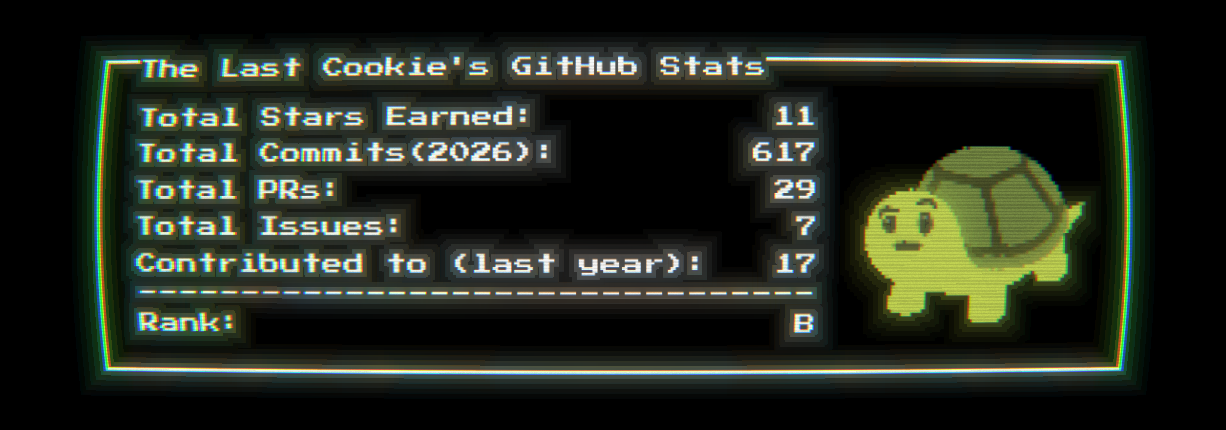 The Last Cookie's GitHub Stats
Total Stars Earned: 11
Total Commits(2026): 617
Total PRs: 29
Total Issues: 7
Contributed to (last year): 17
Rank: B